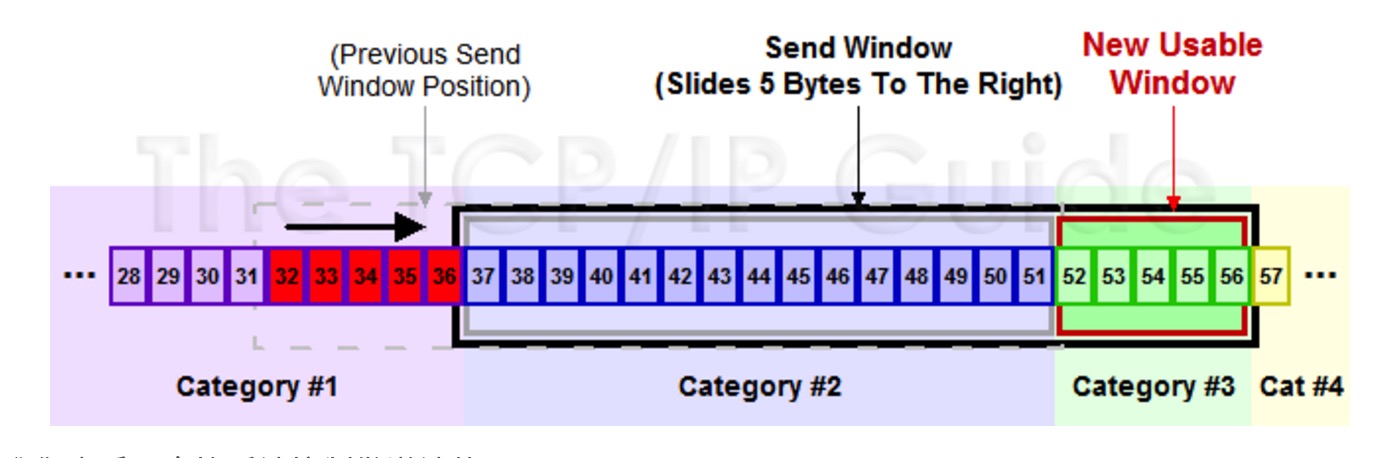 (Previous Send
Window Position)
Send Window
(Slides 5 Bytes To The Right)
New Usable
Window
The TCP/IP Guide
... 28 29 30 31 32 33 34 35 36 37 38 39 40 41 42 43 44 45 46 47 48 49 50 51 52 53 54 55 56 57 ...
Category #1
Category #2
Category #3
Cat #4